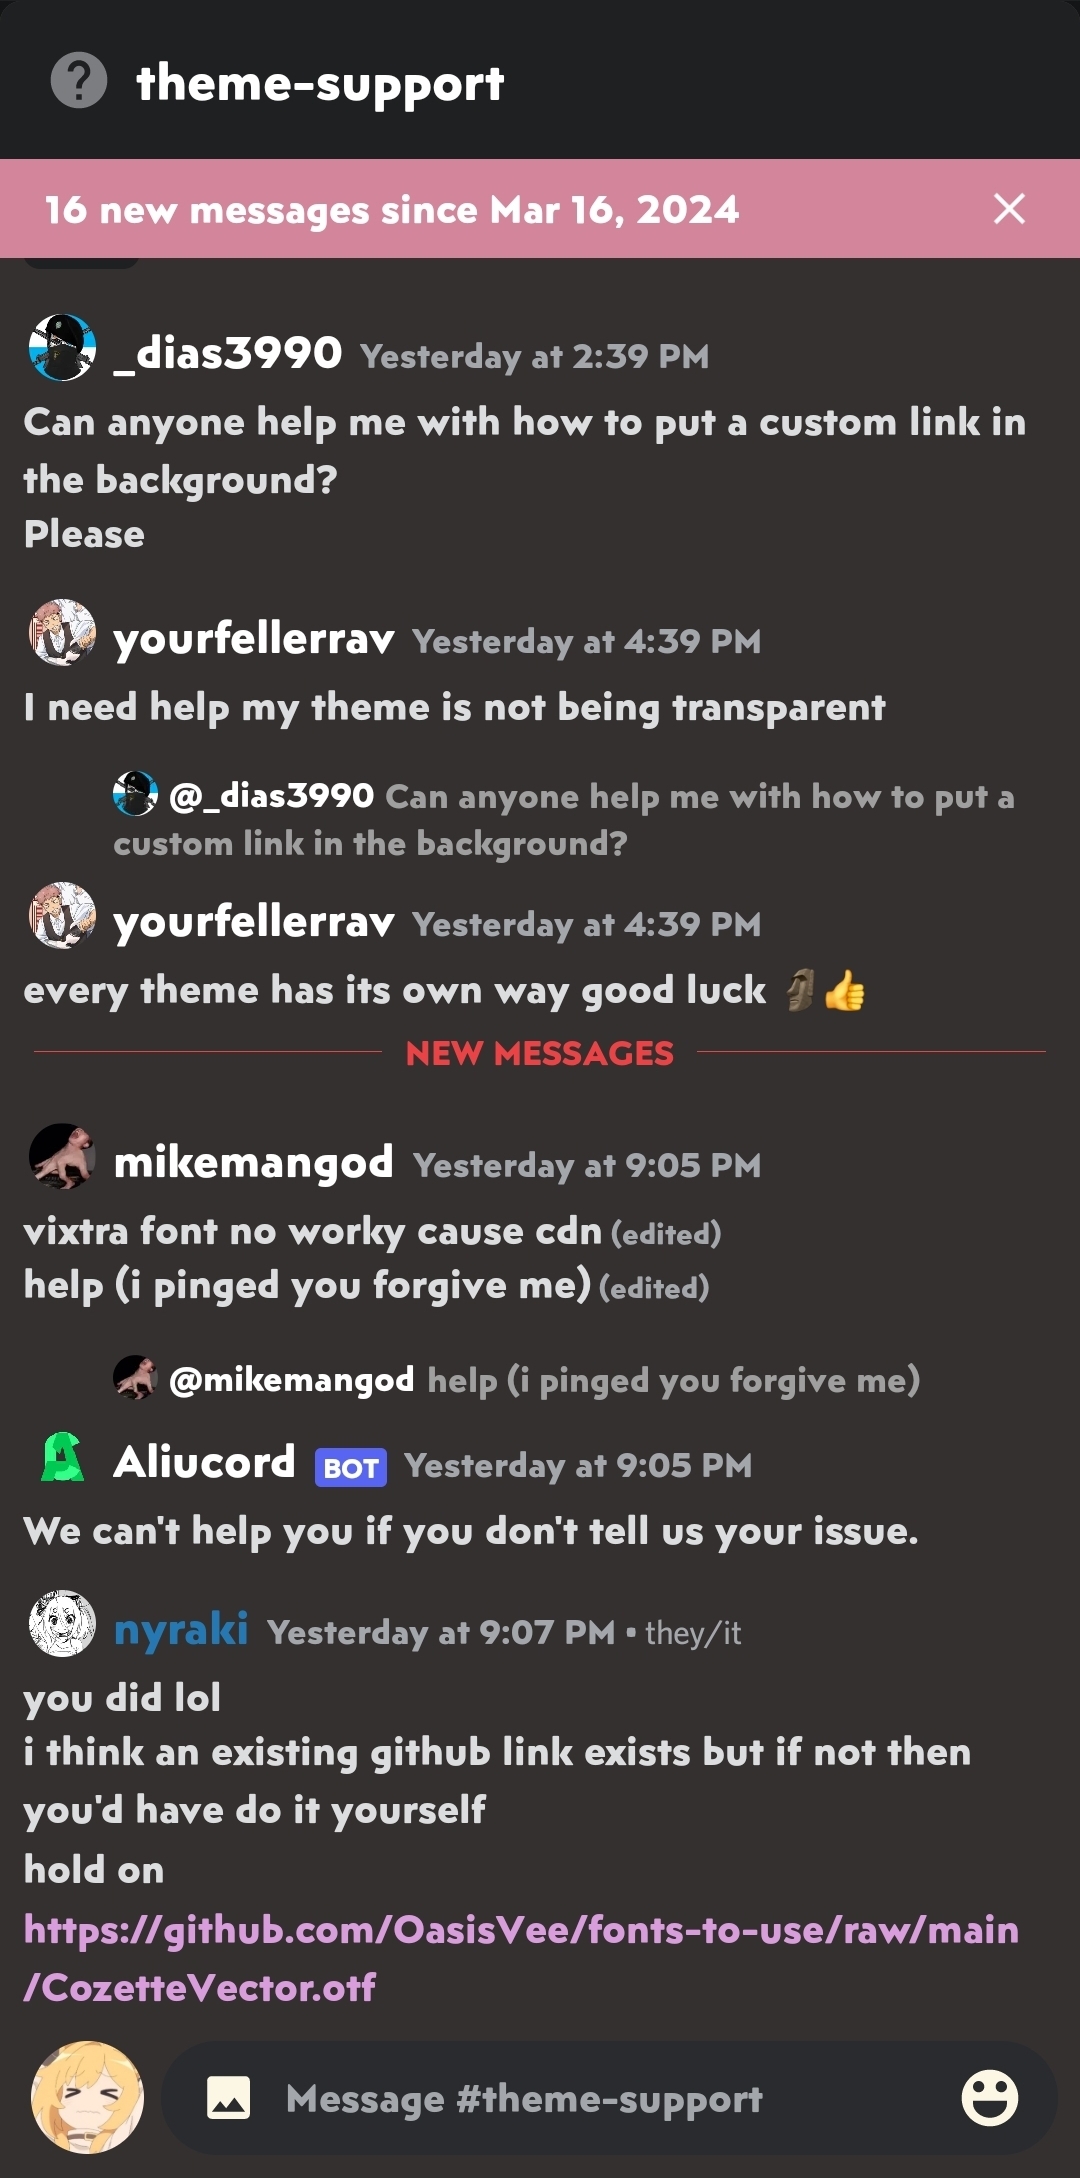 theme-support
16 new messages since Mar 16, 2024
_dias3990 Yesterday at 2:39 PM
Can anyone help me with how to put a custom link in
the background?
Please
yourfellerrav Yesterday at 4:39 PM
I need help my theme is not being transparent
@_dias3990 Can anyone help me with how to put a
custom link in the background?
yourfellerrav Yesterday at 4:39 PM
every theme has its own way good luck 🗿👍
NEW MESSAGES
mikemangod Yesterday at 9:05 PM
vixtra font no worky cause cdn (edited)
help (i pinged you forgive me) (edited)
@mikemangod help (i pinged you forgive me)
Aliucord BOT Yesterday at 9:05 PM
We can't help you if you don't tell us your issue.
nyraki Yesterday at 9:07 PM • they/it
you did lol
i think an existing github link exists but if not then
you'd have do it yourself
hold on
https://github.com/OasisVee/fonts-to-use/raw/main
/CozetteVector.otf
Message #theme-support